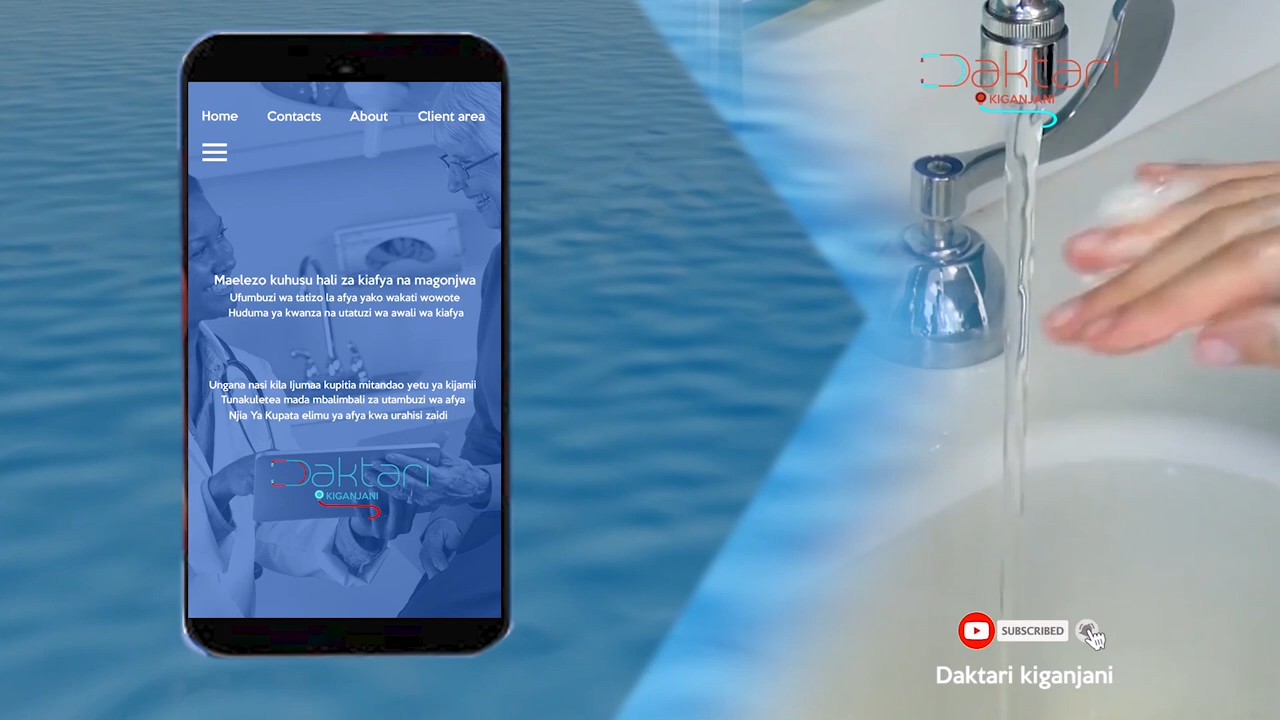 Home Contacts About Client area
Maelezo kuhusu hali za kiafya na magonjwa
Ufumbuzi wa tatizo la afya yako wakati wowote
Huduma ya kwanza na utatuzi wa awali wa kiafya
Ungana nasi kila Ijumaa kupitia mitandao yetu ya kijamii
Tunakuletea mada mbalimbali za utambuzi wa afya
Njia Ya Kupata elimu ya afya kwa urahisi zaidi
Daktari
KIGANJANI
Daktari
KIGANJANI
SUBSCRIBED
Daktari kiganjani